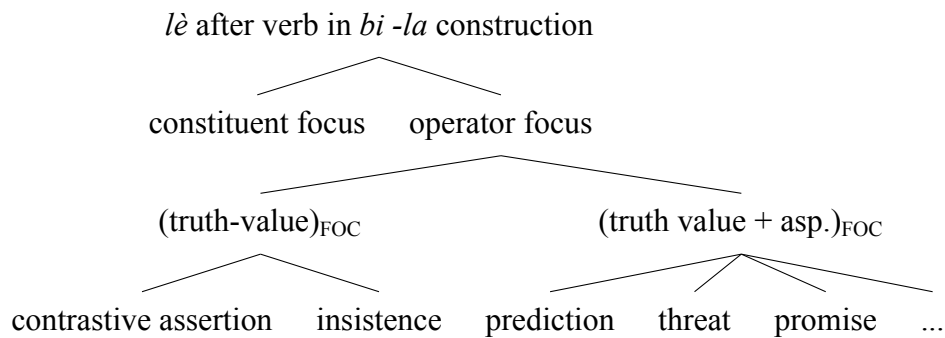 lè after verb in bi -la construction
constituent focus operator focus
(truth-value)FOC (truth value + asp.)FOC
contrastive assertion insistence prediction threat promise ...